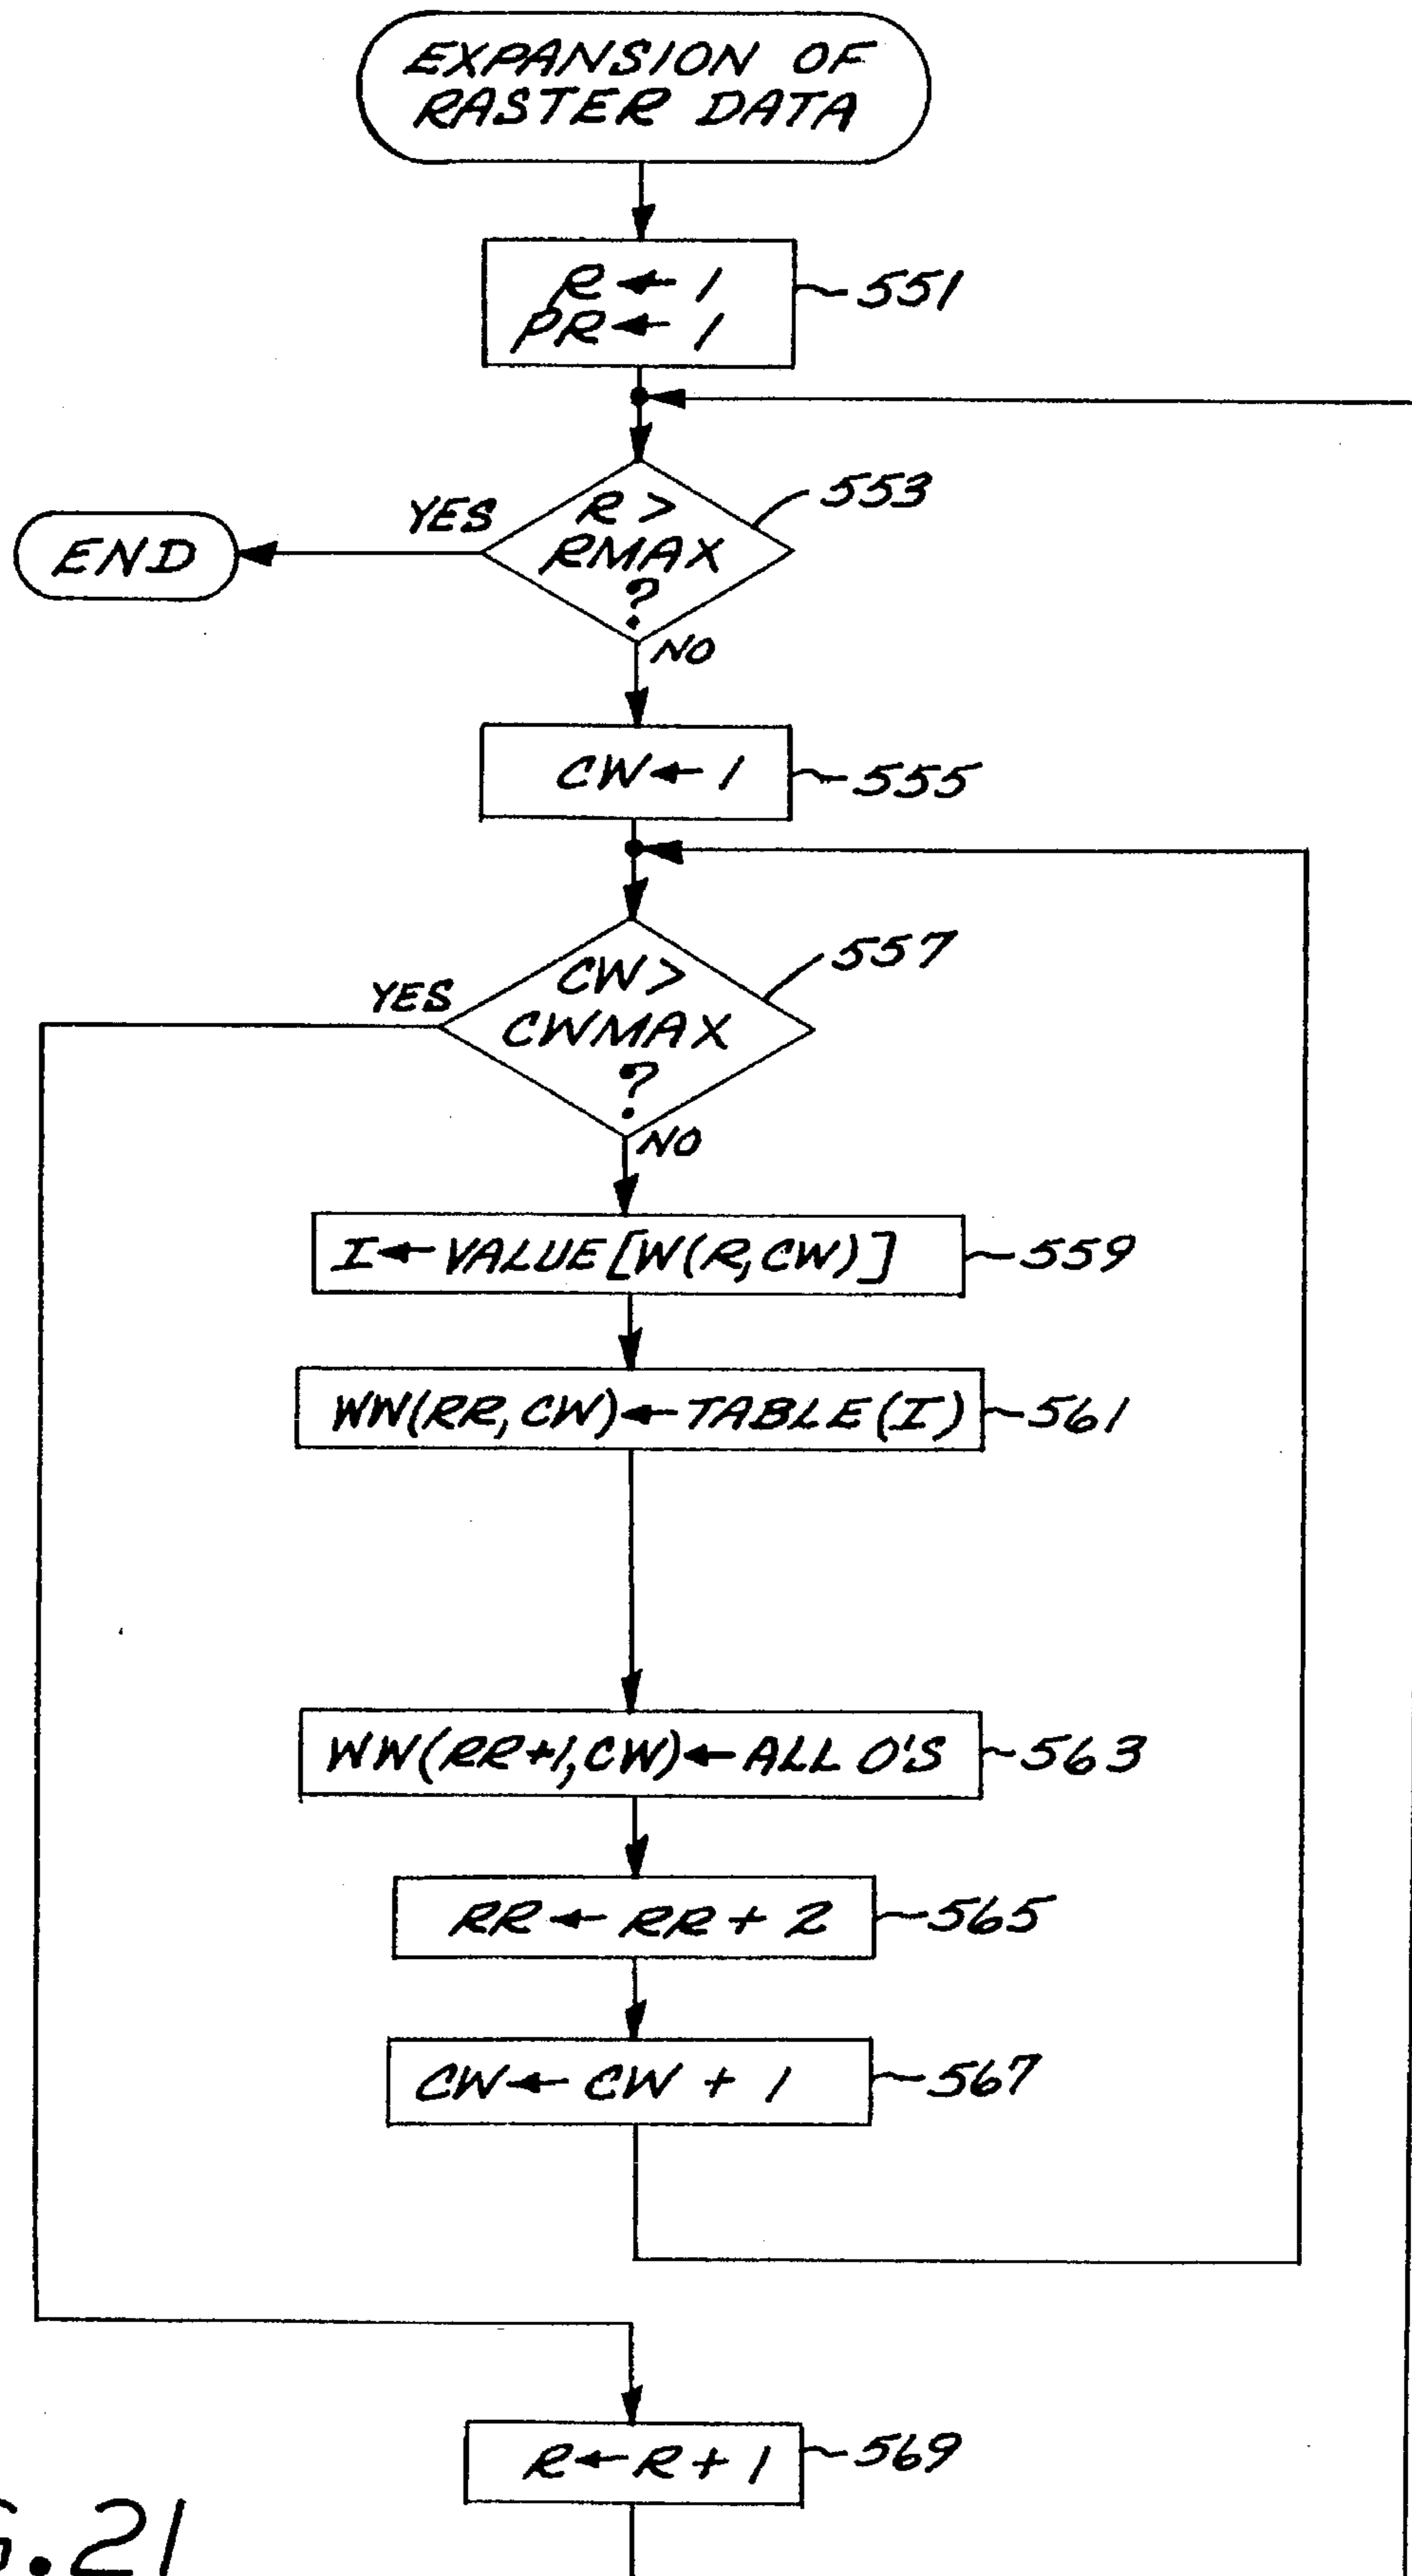 EXPANSION OF
RASTER DATA
R ← 1
PR ← 1
551
R >
RMAX
?
553
YES
END
NO
CW ← 1
555
CW >
CWMAX
?
557
YES
NO
I ← VALUE [W(R,CW)]
559
WW(RR,CW) ← TABLE(I)
561
WW(RR+1,CW) ← ALL 0'S
563
RR ← RR + 2
565
CW ← CW + 1
567
R ← R + 1
569
G.21